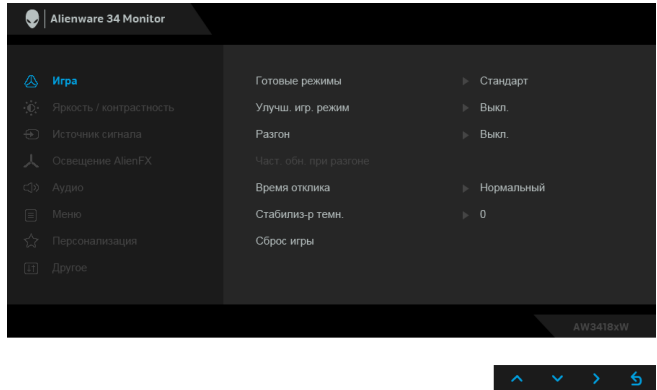 Alienware 34 Monitor
Игра
Готовые режимы Стандарт
Яркость / контрастность
Улучш. игр. режим Выкл.
Источник сигнала
Разгон Выкл.
Освещение AlienFX
Част. обн. при разгоне
Аудио
Время отклика Нормальный
Меню
Стабилиз-р темн. 0
Персонализация
Сброс игры
Другое
AW3418xW